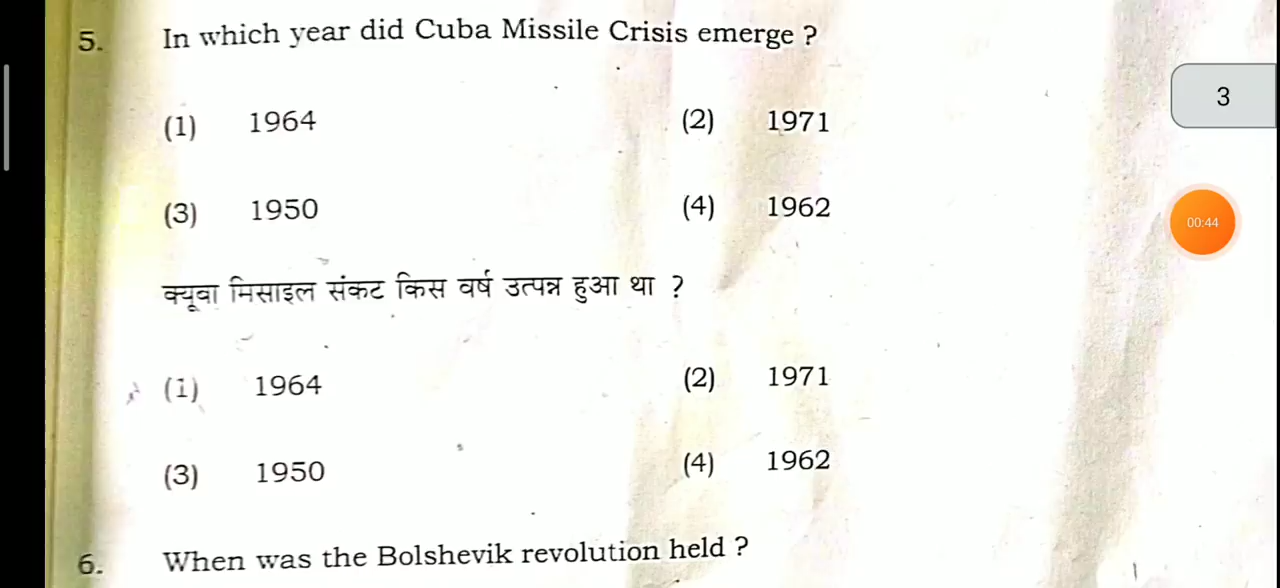 5. In which year did Cuba Missile Crisis emerge ?
3
(1) 1964 (2) 1971
(3) 1950 (4) 1962
00:44
क्यूवा मिसाइल संकट किस वर्ष उत्पन्न हुआ था ?
(1) 1964 (2) 1971
(3) 1950 (4) 1962
6. When was the Bolshevik revolution held ?